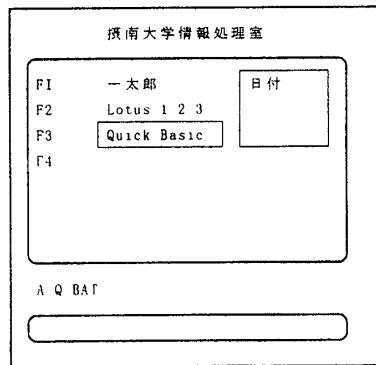 摂南大学情報処理室
F1 一太郎 日付
F2 Lotus 1 2 3
F3 Quick Basic
F4
A Q BAT